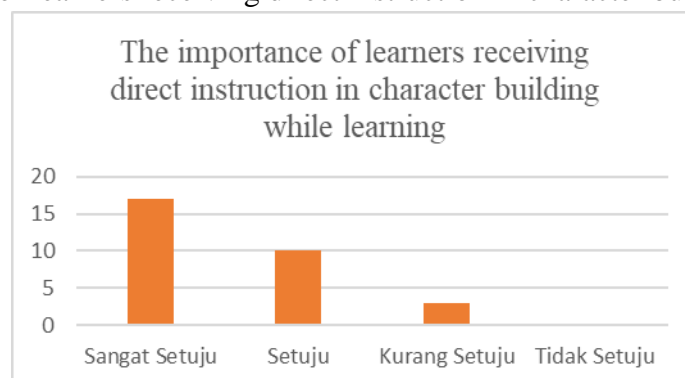 The importance of learners receiving
direct instruction in character building
while learning
20
15
10
5
0
Sangat Setuju Setuju Kurang Setuju Tidak Setuju